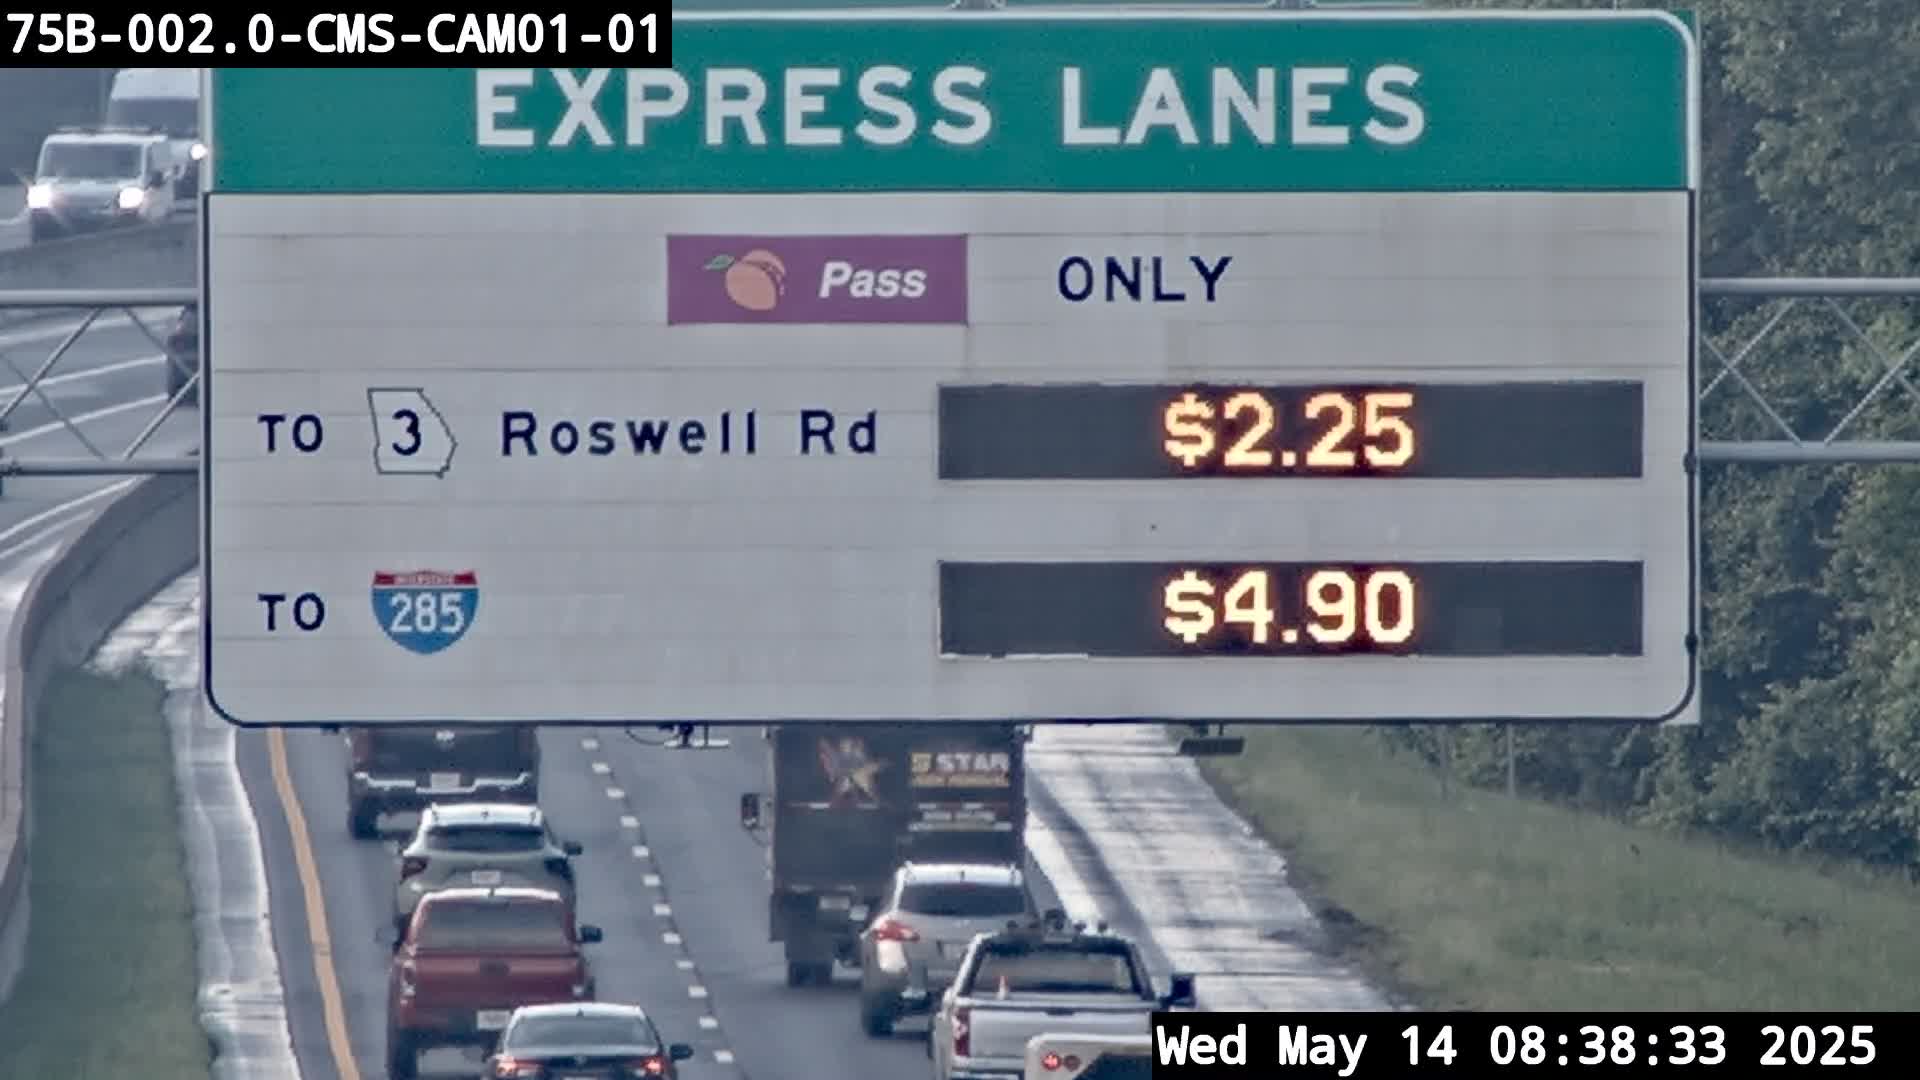 75B-002.0-CMS-CAM01-01
EXPRESS LANES
Pass ONLY
TO 3 Roswell Rd $2.25
INTERSTATE
TO 285 $4.90
5 STAR
Wed May 14 08:38:33 2025